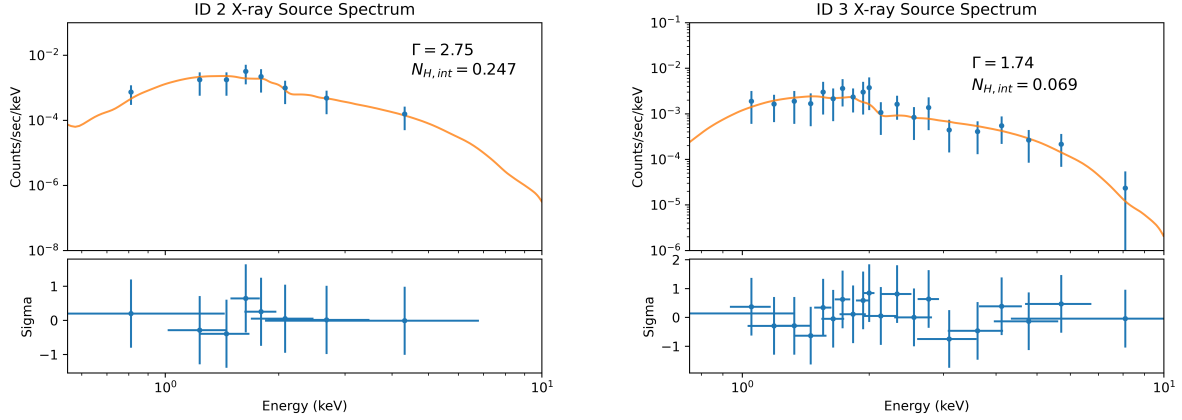 ID 2 X-ray Source Spectrum
Γ = 2.75
N_{H, int} = 0.247
Counts/sec/keV
10^{−2}
10^{−4}
10^{−6}
10^{−8}
Sigma
1
0
−1
10^{0}
10^{1}
Energy (keV)
ID 3 X-ray Source Spectrum
Γ = 1.74
N_{H, int} = 0.069
Counts/sec/keV
10^{−1}
10^{−2}
10^{−3}
10^{−4}
10^{−5}
10^{−6}
Sigma
2
1
0
−1
10^{0}
10^{1}
Energy (keV)